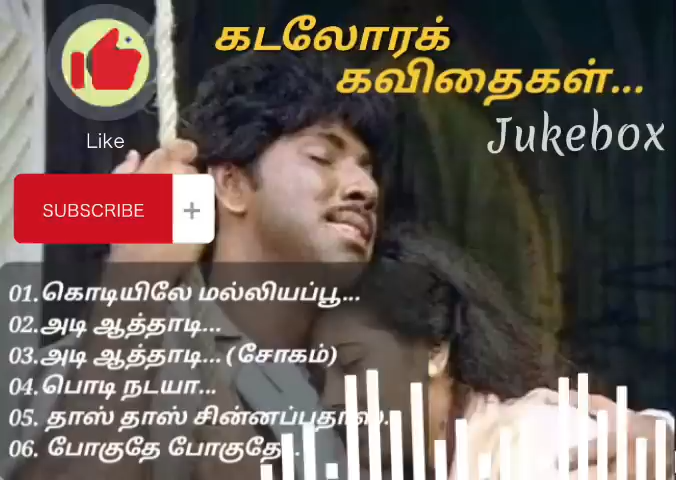 கடலோரக்
கவிதைகள்...
Jukebox
Like
SUBSCRIBE +
01.கொடியிலே மல்லியப்பூ...
02.அடி ஆத்தாடி...
03.அடி ஆத்தாடி... (சோகம்)
04.பொடி நடயா...
05. தாஸ் தாஸ் சின்னப்புதாஸ்..
06. போகுதே போகுதே...